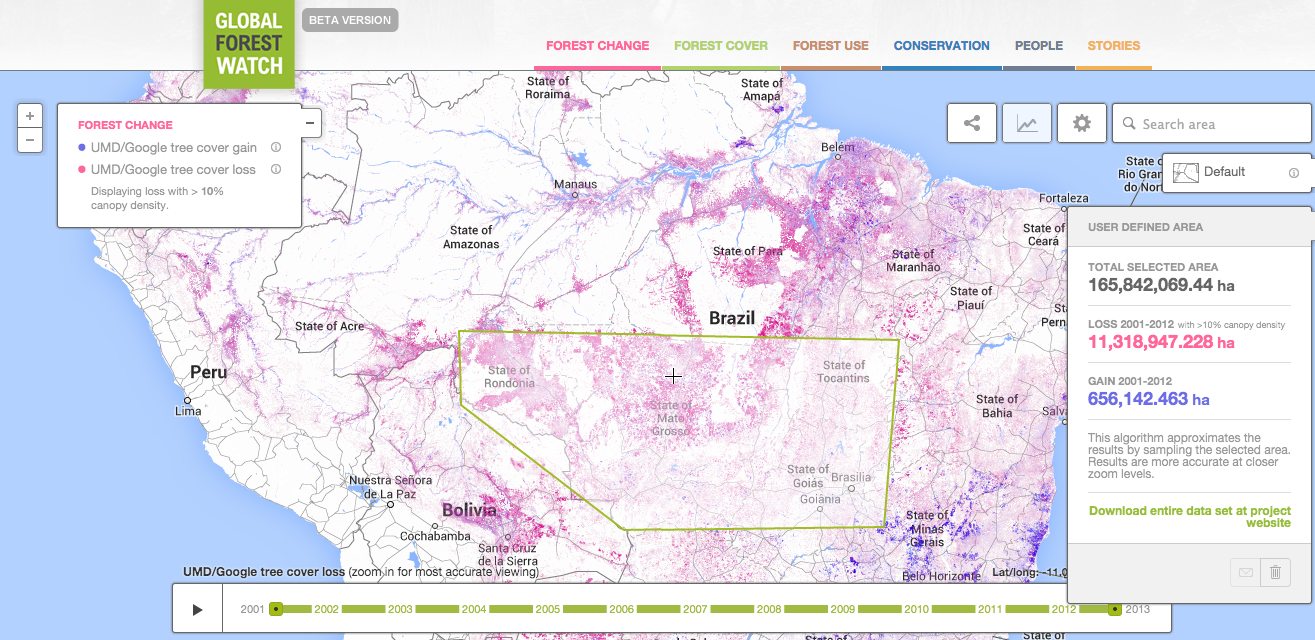 GLOBAL
FOREST
WATCH
BETA VERSION
FOREST CHANGE
FOREST COVER
FOREST USE
CONSERVATION
PEOPLE
STORIES
+
−
FOREST CHANGE
UMD/Google tree cover gain
UMD/Google tree cover loss
Displaying loss with > 10%
canopy density.
Search area
Default
State of
Roraima
State of
Amapá
Belém
Manaus
Fortaleza
State of
Amazonas
State of Pará
State of
Maranhão
State of
Ceará
State of
Piauí
State of Acre
Brazil
Peru
Lima
State of
Rondônia
State of
Mato
Grosso
State of
Tocantins
State of
Bahia
State of
Goiás
Brasilia
Goiânia
Nuestra Señora
de La Paz
Bolivia
Cochabamba
Santa Cruz
de la Sierra
State of
Minas
Gerais
Belo Horizonte
USER DEFINED AREA
TOTAL SELECTED AREA
165,842,069.44 ha
LOSS 2001-2012 with >10% canopy density
11,318,947.228 ha
GAIN 2001-2012
656,142.463 ha
This algorithm approximates the
results by sampling the selected area.
Results are more accurate at closer
zoom levels.
Download entire data set at project
website
UMD/Google tree cover loss (zoom in for most accurate viewing)
Lat/long: -11.0
2001 2002 2003 2004 2005 2006 2007 2008 2009 2010 2011 2012 2013
State of